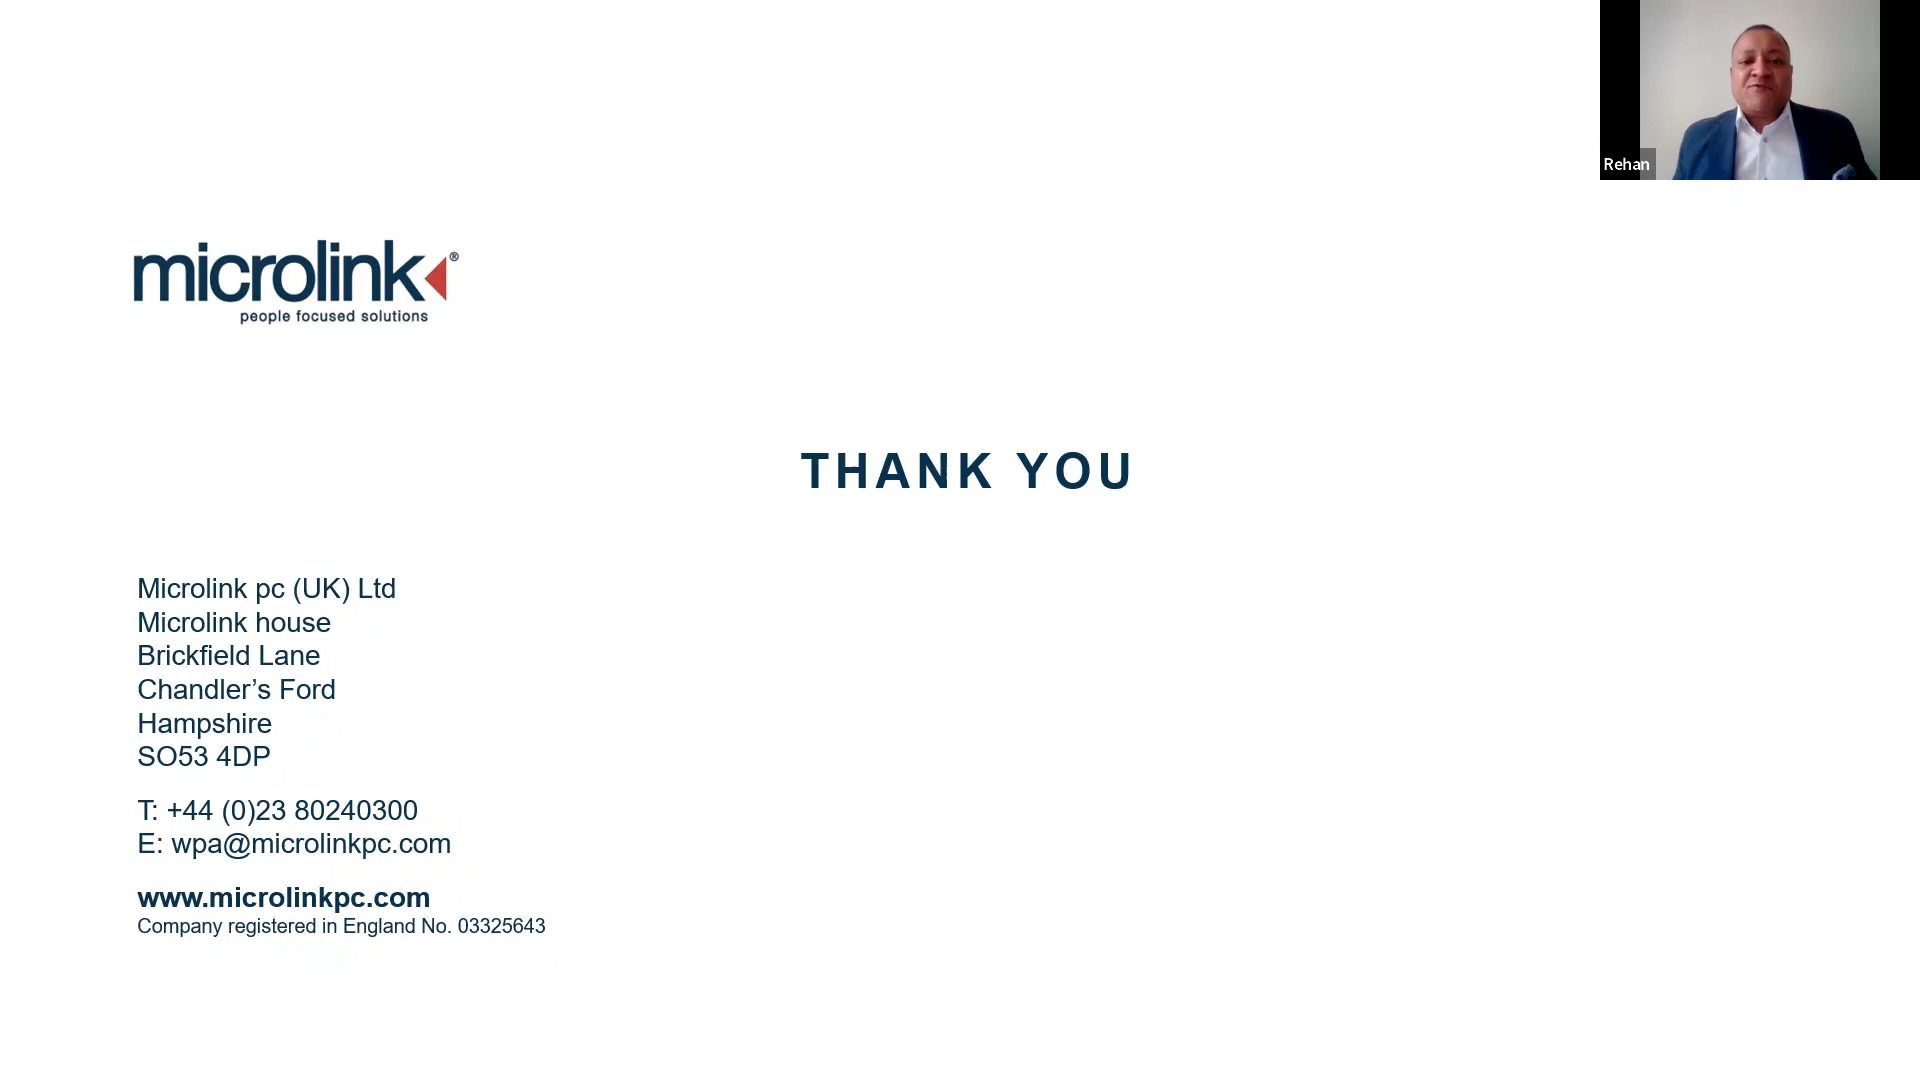 Rehan
microlink®
people focused solutions
THANK YOU
Microlink pc (UK) Ltd
Microlink house
Brickfield Lane
Chandler’s Ford
Hampshire
SO53 4DP
T: +44 (0)23 80240300
E: wpa@microlinkpc.com
www.microlinkpc.com
Company registered in England No. 03325643